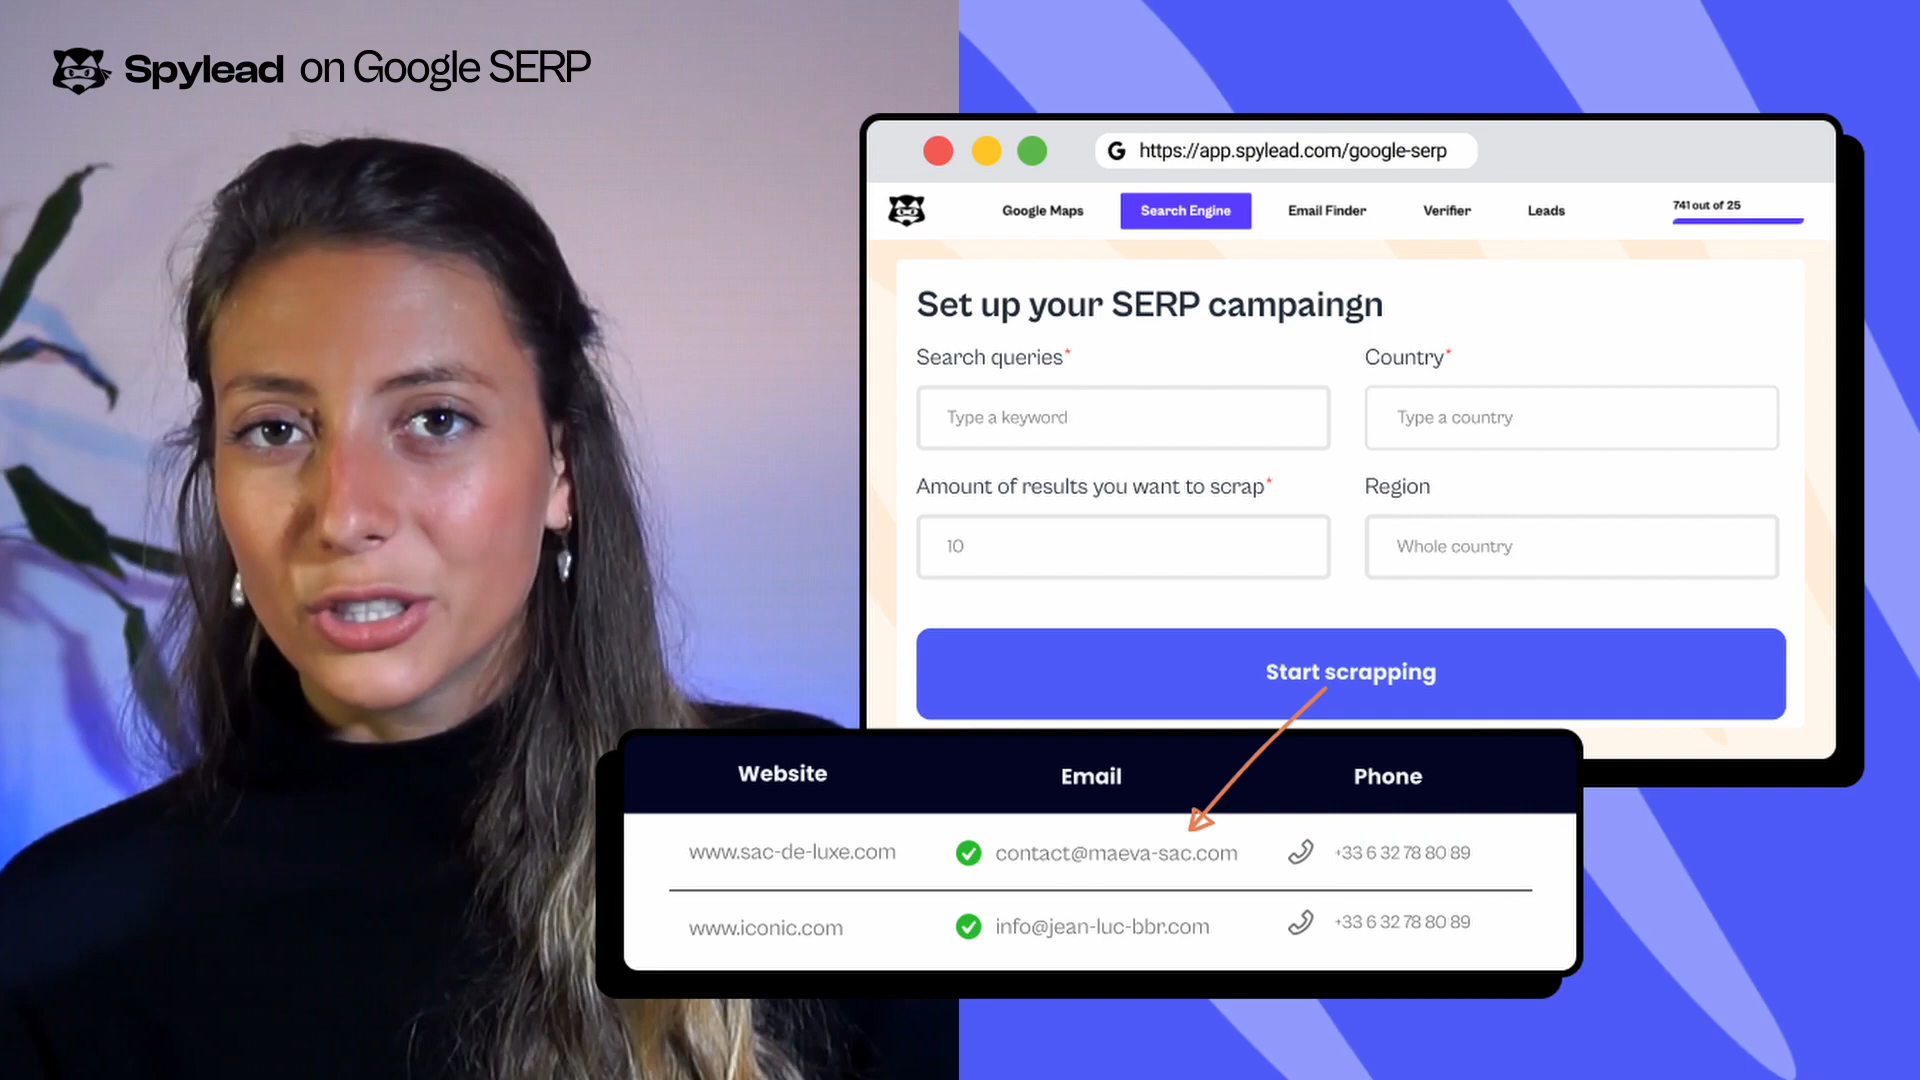 Spylead on Google SERP
https://app.spylead.com/google-serp
Google Maps Search Engine Email Finder Verifier Leads 741 out of 25
Set up your SERP campaingn
Search queries* Country*
Type a keyword Type a country
Amount of results you want to scrap* Region
10 Whole country
Start scrapping
Website Email Phone
www.sac-de-luxe.com contact@maeva-sac.com +33 6 32 78 80 89
www.iconic.com info@jean-luc-bbr.com +33 6 32 78 80 89